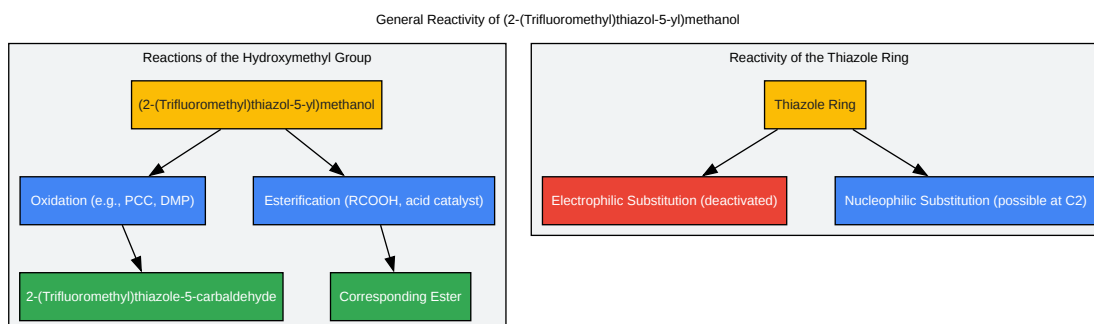 General Reactivity of (2-(Trifluoromethyl)thiazol-5-yl)methanol
Reactions of the Hydroxymethyl Group
(2-(Trifluoromethyl)thiazol-5-yl)methanol
Oxidation (e.g., PCC, DMP)
Esterification (RCOOH, acid catalyst)
2-(Trifluoromethyl)thiazole-5-carbaldehyde
Corresponding Ester
Reactivity of the Thiazole Ring
Thiazole Ring
Electrophilic Substitution (deactivated)
Nucleophilic Substitution (possible at C2)